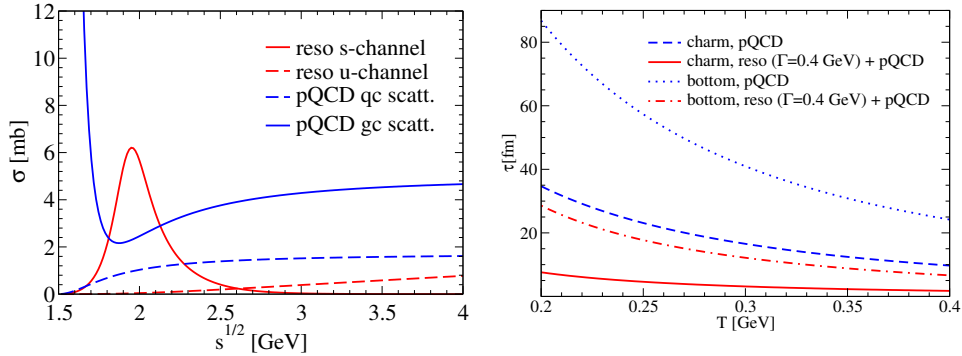 12
10
8
6
4
2
0
σ [mb]
reso s-channel
reso u-channel
pQCD qc scatt.
pQCD gc scatt.
1.5 2 2.5 3 3.5 4
s^{1/2} [GeV]
80
60
40
20
τ[fm]
charm, pQCD
charm, reso (Γ=0.4 GeV) + pQCD
bottom, pQCD
bottom, reso (Γ=0.4 GeV) + pQCD
0.2 0.25 0.3 0.35 0.4
T [GeV]